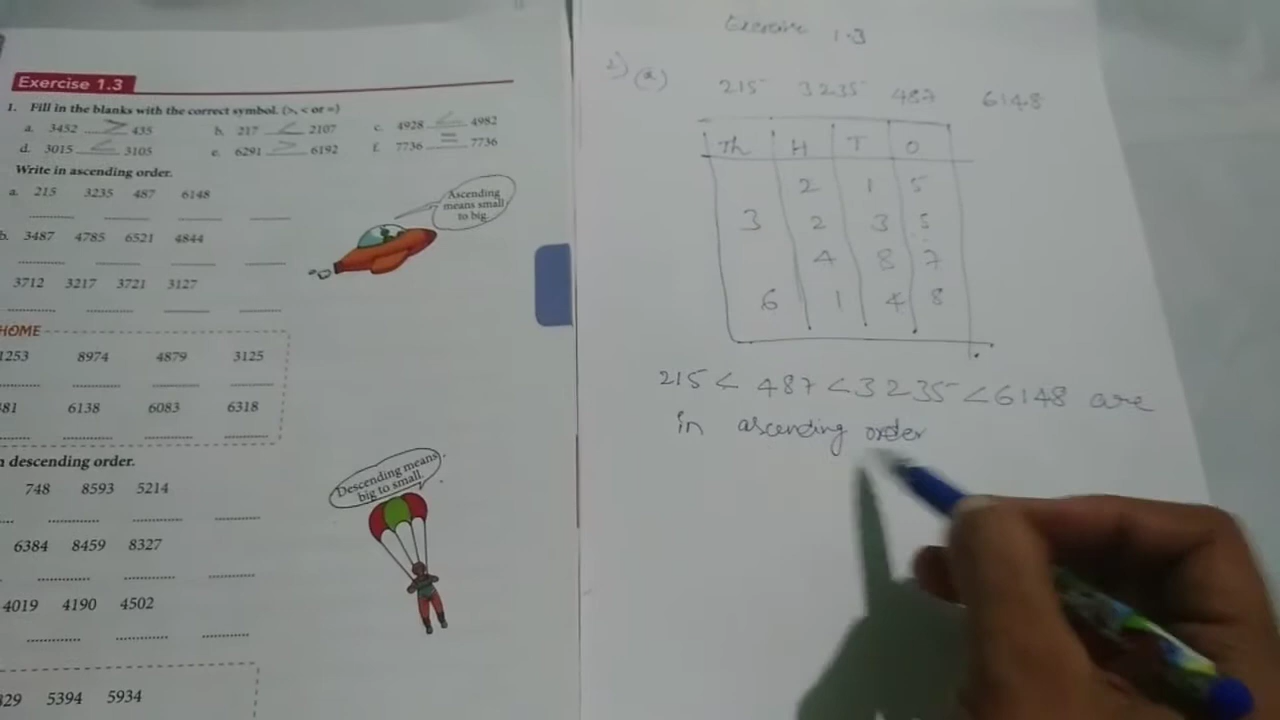 Exercise 1.3
1. Fill in the blanks with the correct symbol. (>, < or =)
a. 3452 > 435 b. 217 < 2107 c. 4928 < 4982
d. 3015 < 3105 e. 6291 > 6192 f. 7736 = 7736
Write in ascending order.
a. 215 3235 487 6148
b. 3487 4785 6521 4844
3712 3217 3721 3127
Ascending
means small
to big.
HOME
1253 8974 4879 3125
81 6138 6083 6318
descending order.
748 8593 5214
6384 8459 8327
4019 4190 4502
29 5394 5934
Descending means
big to small.
Exercise 1.3
(a) 215 3235 487 6148
Th H T O
2 1 5
3 2 3 5
4 8 7
6 1 4 8
215 < 487 < 3235 < 6148 are
in ascending order